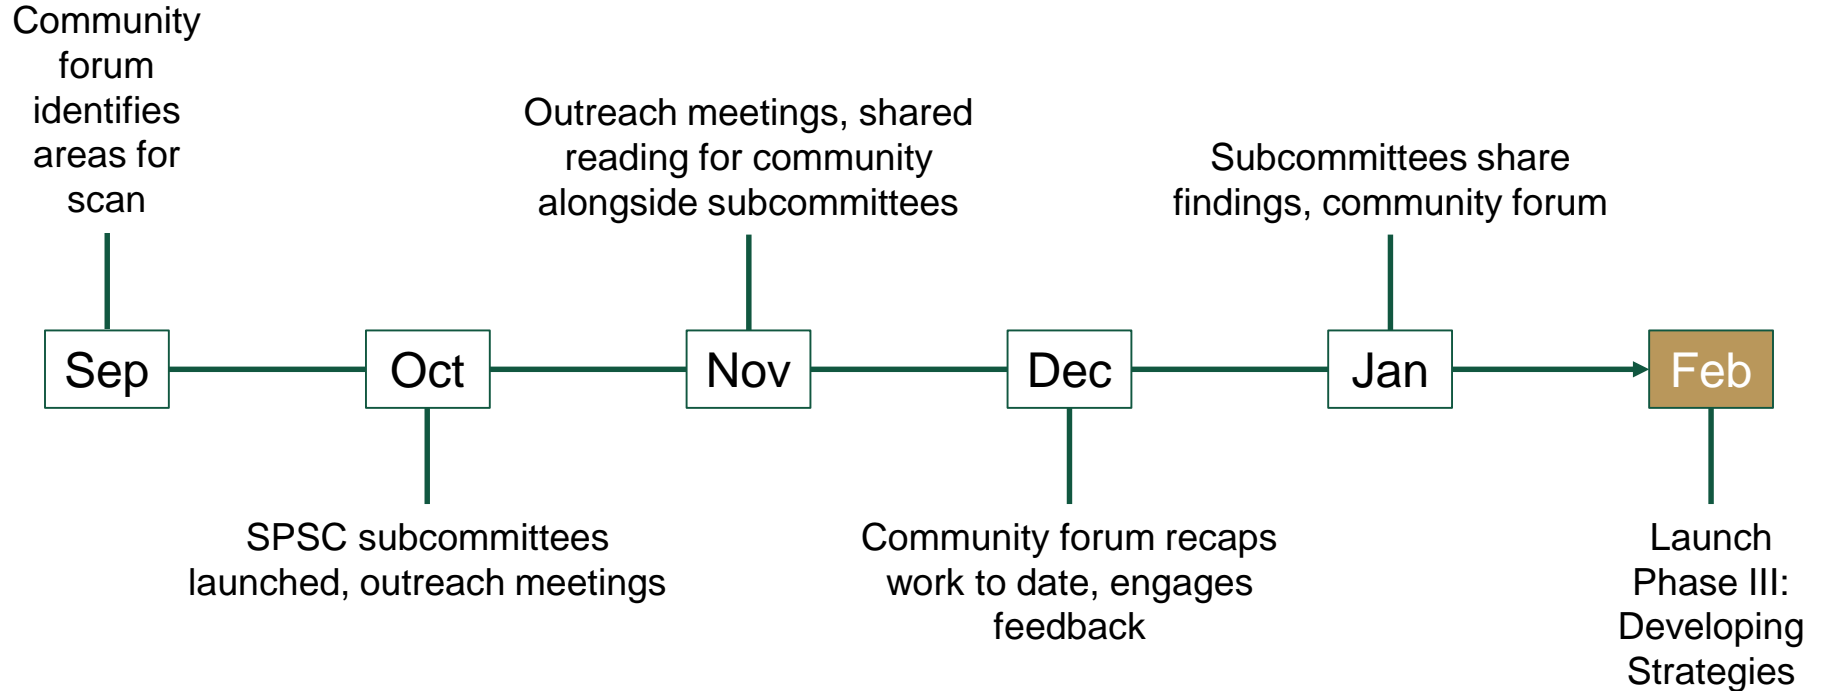 Community
forum
identifies
areas for
scan
Outreach meetings, shared
reading for community
alongside subcommittees
Subcommittees share
findings, community forum
Sep
Oct
Nov
Dec
Jan
Feb
SPSC subcommittees
launched, outreach meetings
Community forum recaps
work to date, engages
feedback
Launch
Phase III:
Developing
Strategies